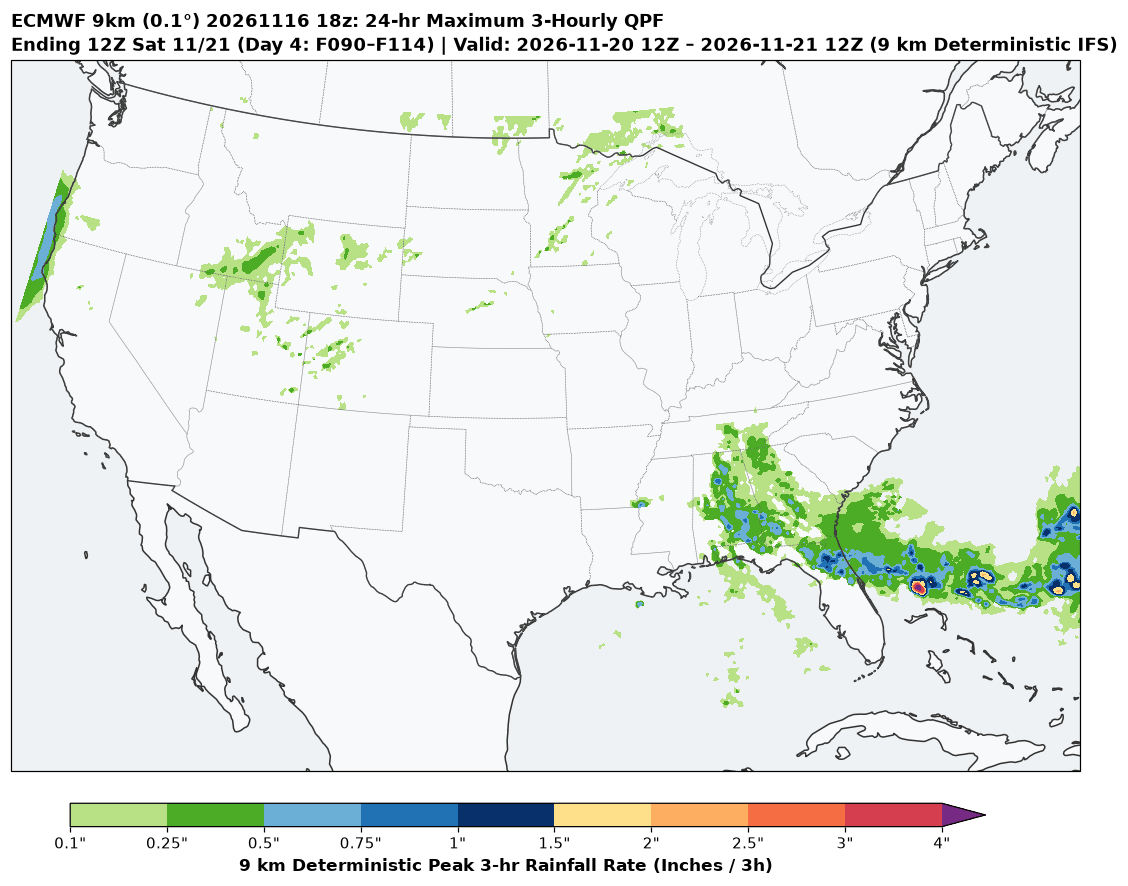 ECMWF 9km (0.1°) 20261116 18z: 24-hr Maximum 3-Hourly QPF
Ending 12Z Sat 11/21 (Day 4: F090–F114) | Valid: 2026-11-20 12Z – 2026-11-21 12Z (9 km Deterministic IFS)
0.1" 0.25" 0.5" 0.75" 1" 1.5" 2" 2.5" 3" 4"
9 km Deterministic Peak 3-hr Rainfall Rate (Inches / 3h)